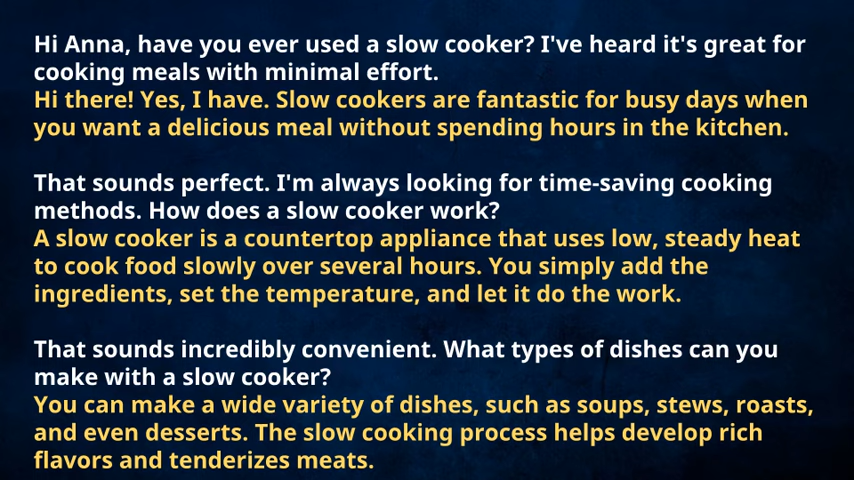 Hi Anna, have you ever used a slow cooker? I've heard it's great for
cooking meals with minimal effort.
Hi there! Yes, I have. Slow cookers are fantastic for busy days when
you want a delicious meal without spending hours in the kitchen.
That sounds perfect. I'm always looking for time-saving cooking
methods. How does a slow cooker work?
A slow cooker is a countertop appliance that uses low, steady heat
to cook food slowly over several hours. You simply add the
ingredients, set the temperature, and let it do the work.
That sounds incredibly convenient. What types of dishes can you
make with a slow cooker?
You can make a wide variety of dishes, such as soups, stews, roasts,
and even desserts. The slow cooking process helps develop rich
flavors and tenderizes meats.